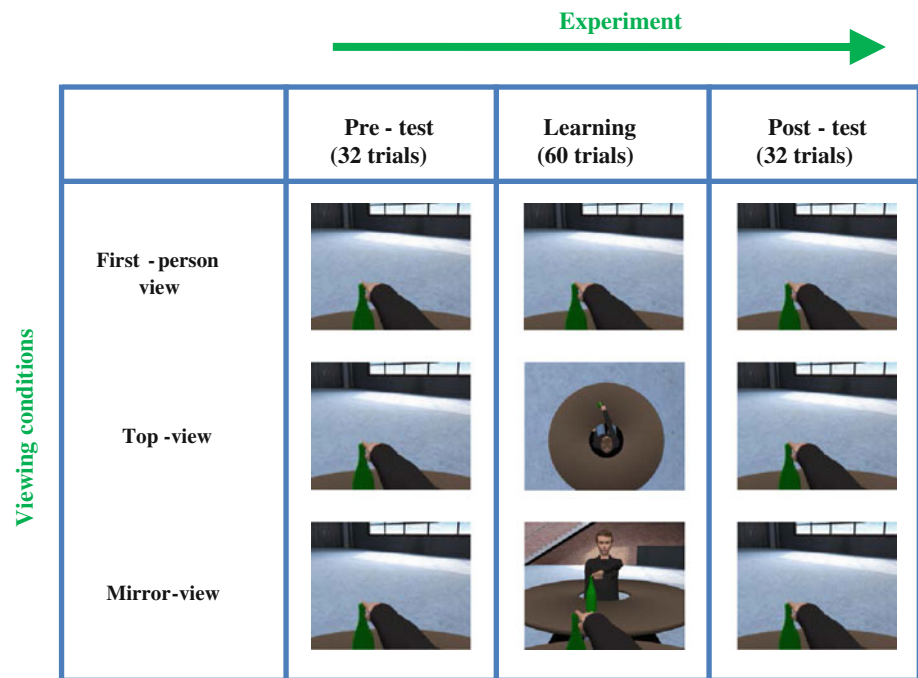 Experiment
Pre - test
(32 trials)
Learning
(60 trials)
Post - test
(32 trials)
Viewing conditions
First - person
view
Top -view
Mirror-view